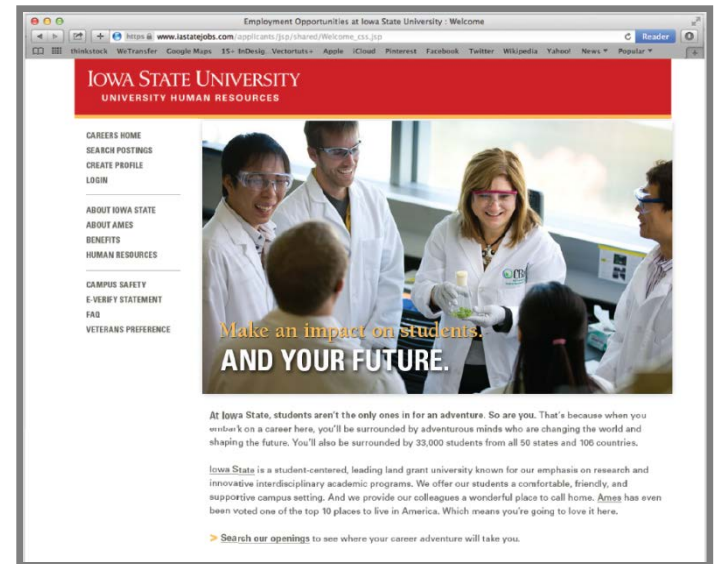 Employment Opportunities at Iowa State University : Welcome
https www.iastatejobs.com/applicants/jsp/shared/Welcome_css.jsp
Reader
thinkstock WeTransfer Google Maps 15+ InDesig... Vectortuts+ Apple iCloud Pinterest Facebook Twitter Wikipedia Yahoo! News Popular
IOWA STATE UNIVERSITY
UNIVERSITY HUMAN RESOURCES
CAREERS HOME
SEARCH POSTINGS
CREATE PROFILE
LOGIN
ABOUT IOWA STATE
ABOUT AMES
BENEFITS
HUMAN RESOURCES
CAMPUS SAFETY
E-VERIFY STATEMENT
FAQ
VETERANS PREFERENCE
Make an impact on students.
AND YOUR FUTURE.
At Iowa State, students aren't the only ones in for an adventure. So are you. That's because when you
embark on a career here, you'll be surrounded by adventurous minds who are changing the world and
shaping the future. You'll also be surrounded by 33,000 students from all 50 states and 106 countries.
Iowa State is a student-centered, leading land grant university known for our emphasis on research and
innovative interdisciplinary academic programs. We offer our students a comfortable, friendly, and
supportive campus setting. And we provide our colleagues a wonderful place to call home. Ames has even
been voted one of the top 10 places to live in America. Which means you're going to love it here.
> Search our openings to see where your career adventure will take you.